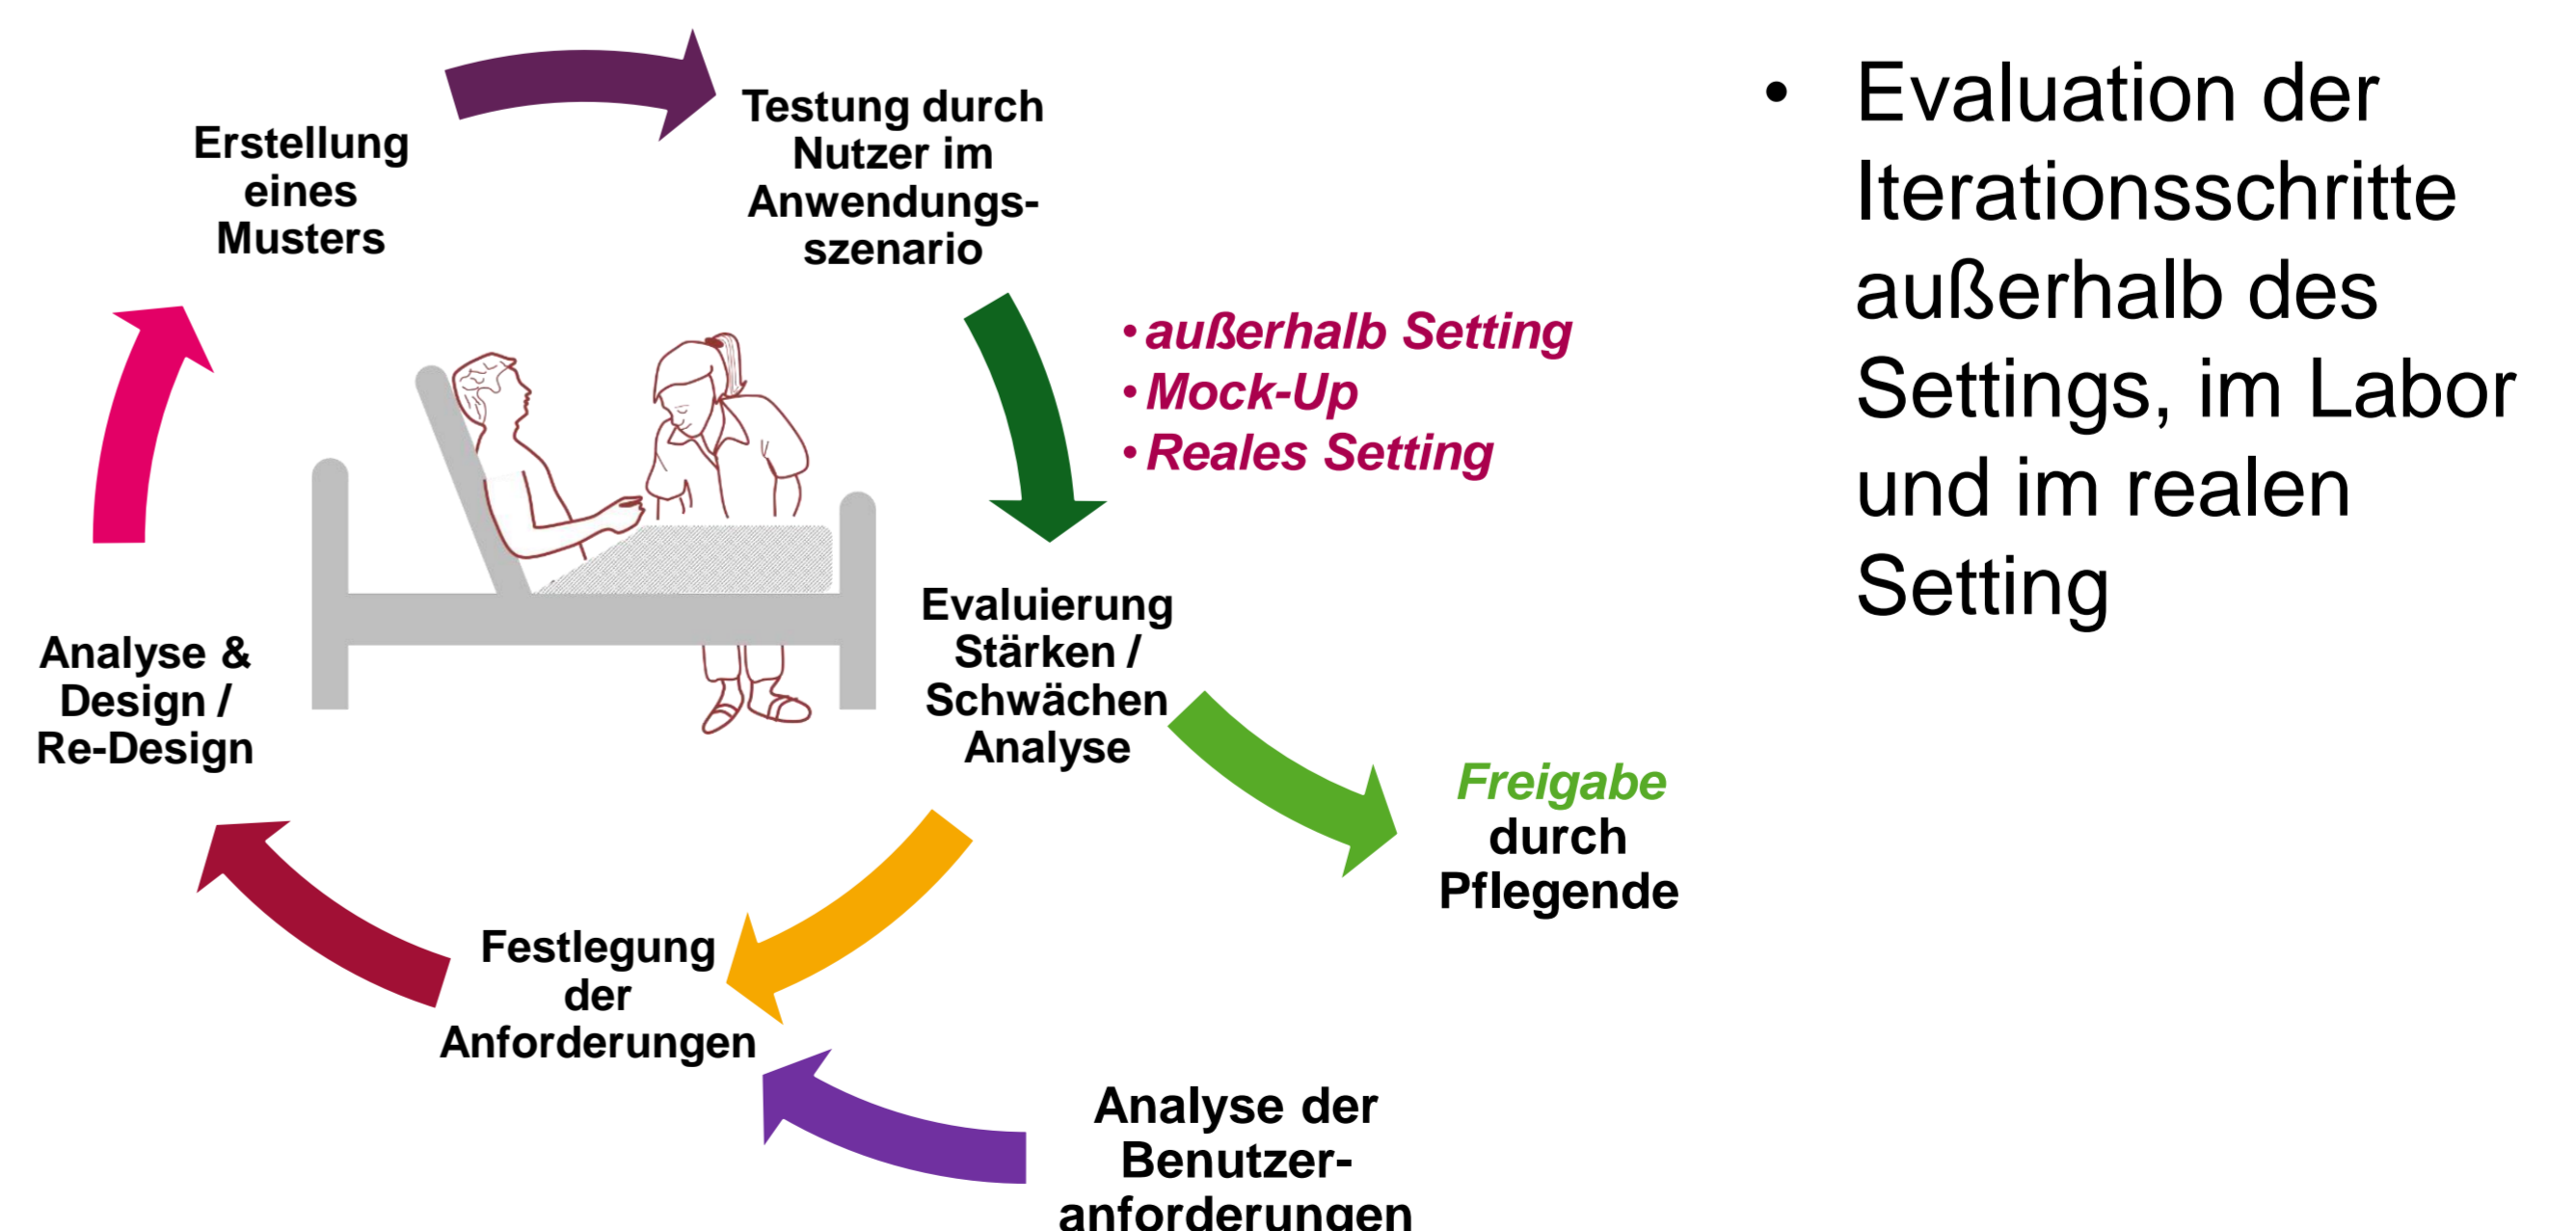 Erstellung
eines
Musters
Testung durch
Nutzer im
Anwendungs-
szenario
• außerhalb Setting
• Mock-Up
• Reales Setting
Evaluierung
Stärken /
Schwächen
Analyse
Freigabe
durch
Pflegende
Analyse &
Design /
Re-Design
Festlegung
der
Anforderungen
Analyse der
Benutzer-
anforderungen
• Evaluation der
Iterationsschritte
außerhalb des
Settings, im Labor
und im realen
Setting